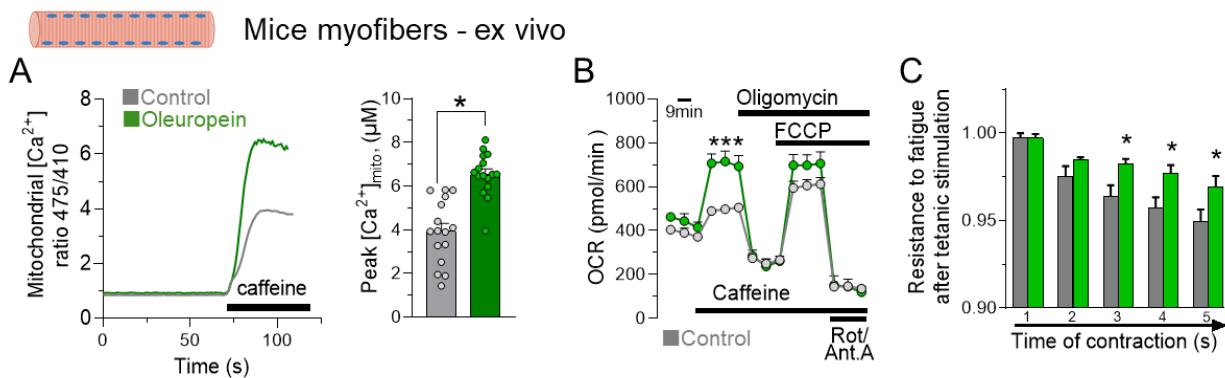 Mice myofibers - ex vivo
A
Control
Oleuropein
Mitochondrial [Ca²⁺]
ratio 475/410
8
6
4
2
0
caffeine
0
50
100
Time (s)
*
Peak [Ca²⁺]mito, (µM)
10
8
6
4
2
0
B
9min
Oligomycin
FCCP
***
OCR (pmol/min)
1000
800
600
400
200
0
Caffeine
Control
Rot/
Ant.A
C
Resistance to fatigue
after tetanic stimulation
1.00
0.95
0.90
*
*
*
1 2 3 4 5
Time of contraction (s)